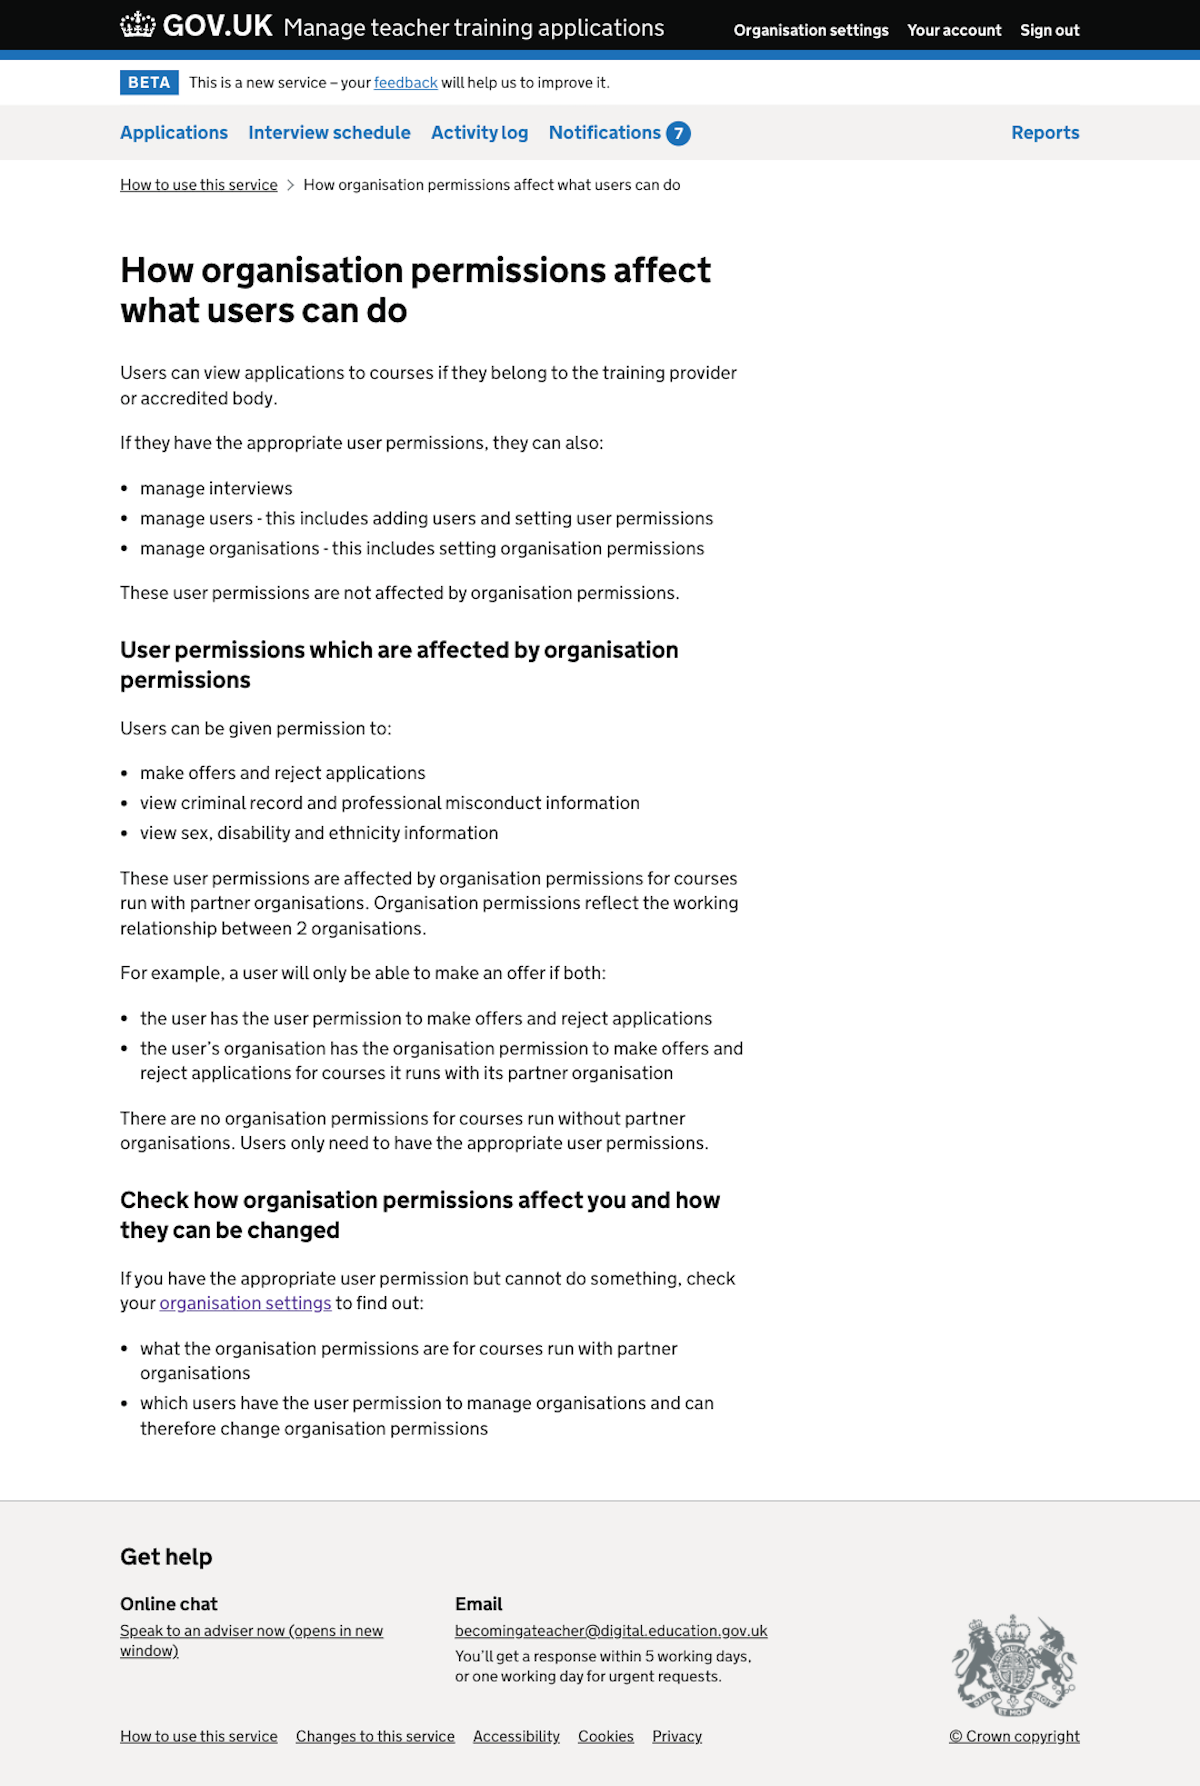 GOV.UK Manage teacher training applications
Organisation settings Your account Sign out
BETA This is a new service – your feedback will help us to improve it.
Applications Interview schedule Activity log Notifications 7 Reports
How to use this service > How organisation permissions affect what users can do
How organisation permissions affect
what users can do
Users can view applications to courses if they belong to the training provider
or accredited body.
If they have the appropriate user permissions, they can also:
• manage interviews
• manage users - this includes adding users and setting user permissions
• manage organisations - this includes setting organisation permissions
These user permissions are not affected by organisation permissions.
User permissions which are affected by organisation
permissions
Users can be given permission to:
• make offers and reject applications
• view criminal record and professional misconduct information
• view sex, disability and ethnicity information
These user permissions are affected by organisation permissions for courses
run with partner organisations. Organisation permissions reflect the working
relationship between 2 organisations.
For example, a user will only be able to make an offer if both:
• the user has the user permission to make offers and reject applications
• the user’s organisation has the organisation permission to make offers and
reject applications for courses it runs with its partner organisation
There are no organisation permissions for courses run without partner
organisations. Users only need to have the appropriate user permissions.
Check how organisation permissions affect you and how
they can be changed
If you have the appropriate user permission but cannot do something, check
your organisation settings to find out:
• what the organisation permissions are for courses run with partner
organisations
• which users have the user permission to manage organisations and can
therefore change organisation permissions
Get help
Online chat
Speak to an adviser now (opens in new
window)
Email
becomingateacher@digital.education.gov.uk
You’ll get a response within 5 working days,
or one working day for urgent requests.
DIEU ET MON DROIT
How to use this service Changes to this service Accessibility Cookies Privacy
© Crown copyright